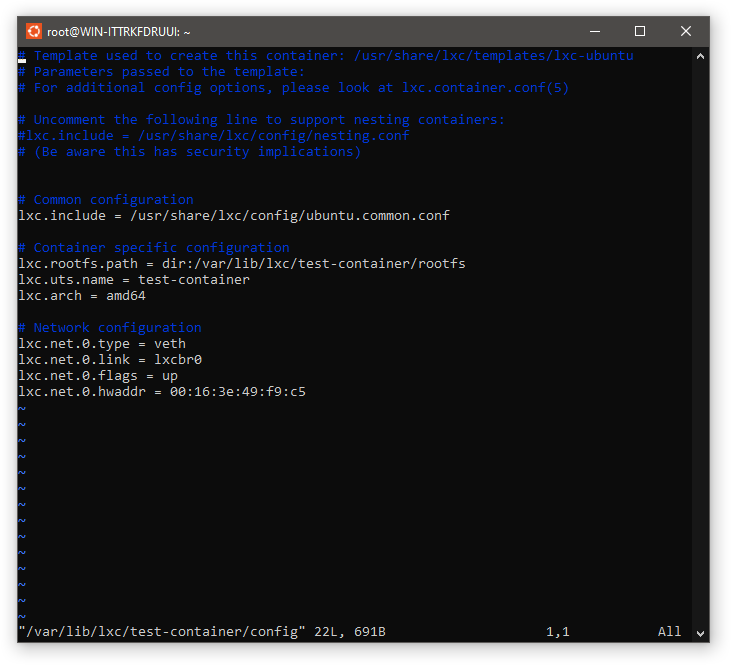 root@WIN-ITTRKFDRUUI: ~
# Template used to create this container: /usr/share/lxc/templates/lxc-ubuntu
# Parameters passed to the template:
# For additional config options, please look at lxc.container.conf(5)
# Uncomment the following line to support nesting containers:
#lxc.include = /usr/share/lxc/config/nesting.conf
# (Be aware this has security implications)
# Common configuration
lxc.include = /usr/share/lxc/config/ubuntu.common.conf
# Container specific configuration
lxc.rootfs.path = dir:/var/lib/lxc/test-container/rootfs
lxc.uts.name = test-container
lxc.arch = amd64
# Network configuration
lxc.net.0.type = veth
lxc.net.0.link = lxcbr0
lxc.net.0.flags = up
lxc.net.0.hwaddr = 00:16:3e:49:f9:c5
~
~
~
~
~
~
~
~
~
~
~
~
~
~
"/var/lib/lxc/test-container/config" 22L, 691B 1,1 All